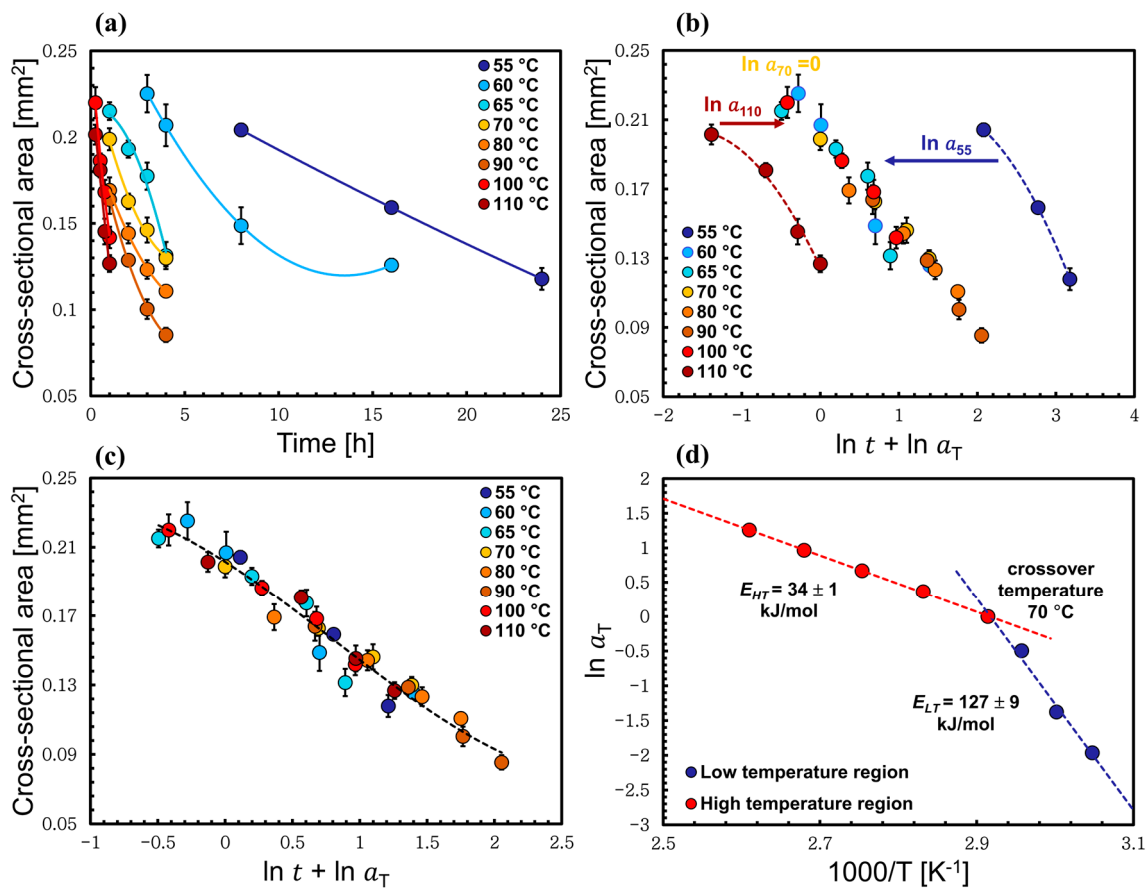 (a)
Cross-sectional area [mm²]
0.25
0.2
0.15
0.1
0.05
0 5 10 15 20 25
Time [h]
55 °C
60 °C
65 °C
70 °C
80 °C
90 °C
100 °C
110 °C
(b)
Cross-sectional area [mm²]
0.25
0.21
0.17
0.13
0.09
0.05
ln a₇₀ =0
ln a₁₁₀
ln a₅₅
55 °C
60 °C
65 °C
70 °C
80 °C
90 °C
100 °C
110 °C
−2 −1 0 1 2 3 4
ln t + ln a_T
(c)
Cross-sectional area [mm²]
0.25
0.21
0.17
0.13
0.09
0.05
55 °C
60 °C
65 °C
70 °C
80 °C
90 °C
100 °C
110 °C
−1 −0.5 0 0.5 1 1.5 2 2.5
ln t + ln a_T
(d)
ln a_T
2
1.5
1
0.5
0
−0.5
−1
−1.5
−2
−2.5
−3
crossover
temperature
70 °C
E_HT = 34 ± 1
kJ/mol
E_LT = 127 ± 9
kJ/mol
Low temperature region
High temperature region
2.5 2.7 2.9 3.1
1000/T [K⁻¹]